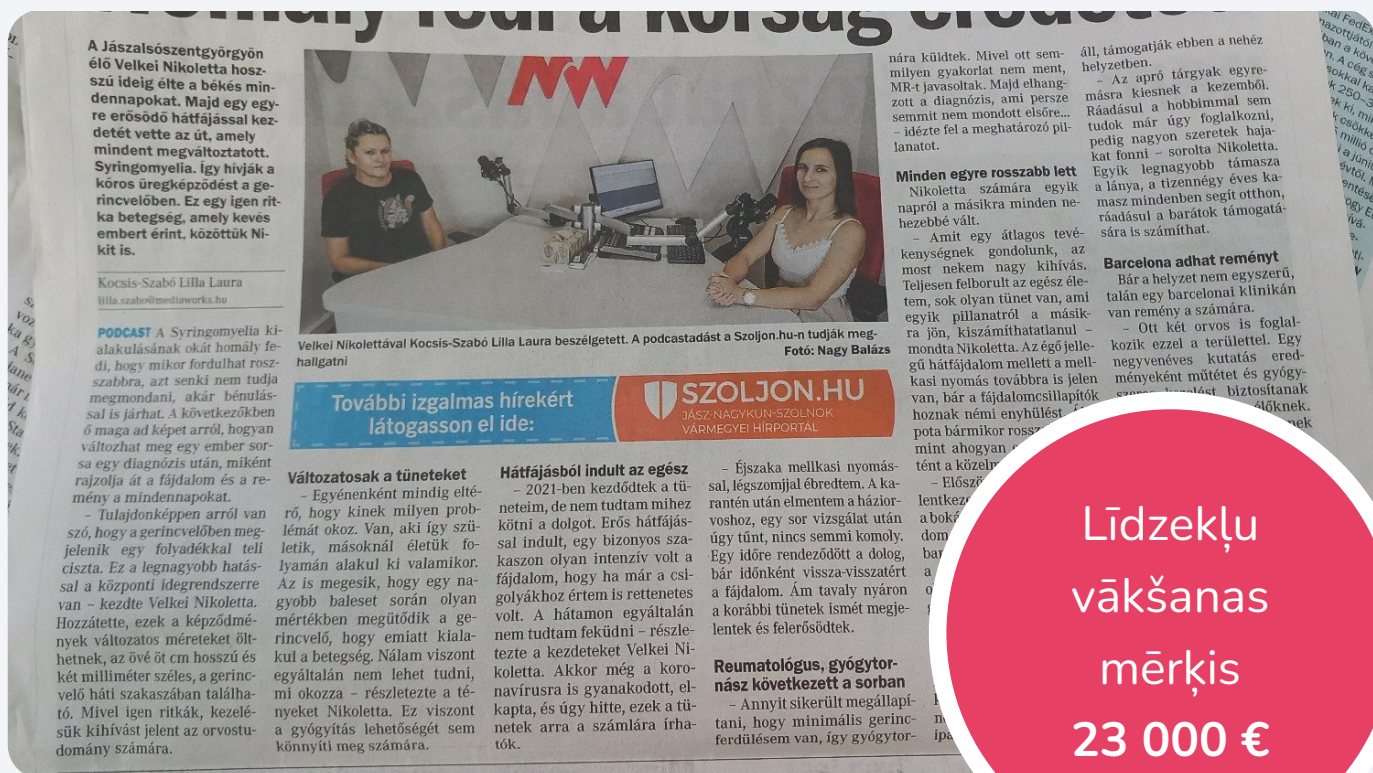 Homály fedi a kórság eredetét
A Jászalsószentgyörgyön
élő Velkei Nikoletta hosz-
szú ideig élte a békés min-
dennapokat. Majd egy egy-
re erősödő hátfájással kez-
detét vette az út, amely
mindent megváltoztatott.
Syringomyelia. Így hívják a
kóros üregképződést a ge-
rincvelőben. Ez egy igen rit-
ka betegség, amely kevés
embert érint, közöttük Ni-
kit is.
Kocsis-Szabó Lilla Laura
lilla.szabo@mediaworks.hu
PODCAST A Syringomyelia ki-
alakulásának okát homály fe-
di, hogy mikor fordulhat rosz-
szabbra, azt senki nem tudja
megmondani, akár bénulás-
sal is járhat. A következőkben
ő maga ad képet arról, hogyan
változhat meg egy ember sor-
sa egy diagnózis után, miként
rajzolja át a fájdalom és a re-
mény a mindennapokat.
– Tulajdonképpen arról van
szó, hogy a gerincvelőben meg-
jelenik egy folyadékkal teli
ciszta. Ez a legnagyobb hatás-
sal a központi idegrendszerre
van – kezdte Velkei Nikoletta.
Hozzátette, ezek a képződmé-
nyek változatos méreteket ölt-
hetnek, az övé öt cm hosszú és
két milliméter széles, a gerinc-
velő háti szakaszában találha-
tó. Mivel igen ritkák, kezelé-
sük kihívást jelent az orvostu-
domány számára.
MW
Velkei Nikolettával Kocsis-Szabó Lilla Laura beszélgetett. A podcastadást a Szoljon.hu-n tudják meg-
hallgatni
Fotó: Nagy Balázs
További izgalmas hírekért
látogasson el ide:
SZOLJON.HU
JÁSZ-NAGYKUN-SZOLNOK
VÁRMEGYEI HÍRPORTÁL
Változatosak a tüneteket
– Egyénenként mindig elté-
rő, hogy kinek milyen prob-
lémát okoz. Van, aki így szü-
letik, másoknál életük fo-
lyamán alakul ki valamikor.
Az is megesik, hogy egy na-
gyobb baleset során olyan
mértékben megütődik a ge-
rincvelő, hogy emiatt kiala-
kul a betegség. Nálam viszont
egyáltalán nem lehet tudni,
mi okozza – részletezte a té-
nyeket Nikoletta. Ez viszont
a gyógyítás lehetőségét sem
könnyíti meg számára.
Hátfájásból indult az egész
– 2021-ben kezdődtek a tü-
neteim, de nem tudtam mihez
kötni a dolgot. Erős hátfájás-
sal indult, egy bizonyos sza-
kaszon olyan intenzív volt a
fájdalom, hogy ha már a csi-
golyákhoz értem is rettenetes
volt. A hátamon egyáltalán
nem tudtam feküdni – részle-
tezte a kezdeteket Velkei Ni-
koletta. Akkor még a koro-
navírusra is gyanakodott, el-
kapta, és úgy hitte, ezek a tü-
netek arra a számlára írha-
tók.
– Éjszaka mellkasi nyomás-
sal, légszomjjal ébredtem. A ka-
rantén után elmentem a házior-
voshoz, egy sor vizsgálat után
úgy tűnt, nincs semmi komoly.
Egy időre rendeződött a dolog,
bár időnként vissza-visszatért
a fájdalom. Ám tavaly nyáron
a korábbi tünetek ismét megje-
lentek és felerősödtek.
Reumatológus, gyógytor-
nász következett a sorban
– Annyit sikerült megállapí-
tani, hogy minimális gerinc-
ferdülésem van, így gyógytor-
nára küldtek. Mivel ott sem-
milyen gyakorlat nem ment,
MR-t javasoltak. Majd elhang-
zott a diagnózis, ami persze
semmit nem mondott elsőre...
– idézte fel a meghatározó pil-
lanatot.
Minden egyre rosszabb lett
Nikoletta számára egyik
napról a másikra minden ne-
hezebbé vált.
– Amit egy átlagos tevé-
kenységnek gondolunk, az
most nekem nagy kihívás.
Teljesen felborult az egész éle-
tem, sok olyan tünet van, ami
egyik pillanatról a másik-
ra jön, kiszámíthatatlanul –
mondta Nikoletta. Az égő jelle-
gű hátfájdalom mellett a mell-
kasi nyomás továbbra is jelen
van, bár a fájdalomcsillapítók
hoznak némi enyhülést.
pota bármikor
mint ahogyan
tént a
áll, támogatják ebben a nehéz
helyzetben.
– Az apró tárgyak egyre-
másra kiesnek a kezemből.
Ráadásul a hobbimmal sem
tudok már úgy foglalkozni,
pedig nagyon szeretek haja-
kat fonni – sorolta Nikoletta.
Egyik legnagyobb támasza
a lánya, a tizennégy éves ka-
masz mindenben segít otthon,
ráadásul a barátok támogatá-
sára is számíthat.
Barcelona adhat reményt
Bár a helyzet nem egyszerű,
talán egy barcelonai klinikán
van remény a számára.
– Ott két orvos is foglal-
kozik ezzel a területtel. Egy
negyvenéves kutatás ered-
ményeként műtétet és gyógy-
biztosítanak
Līdzekļu
vākšanas
mērķis
23 000 €